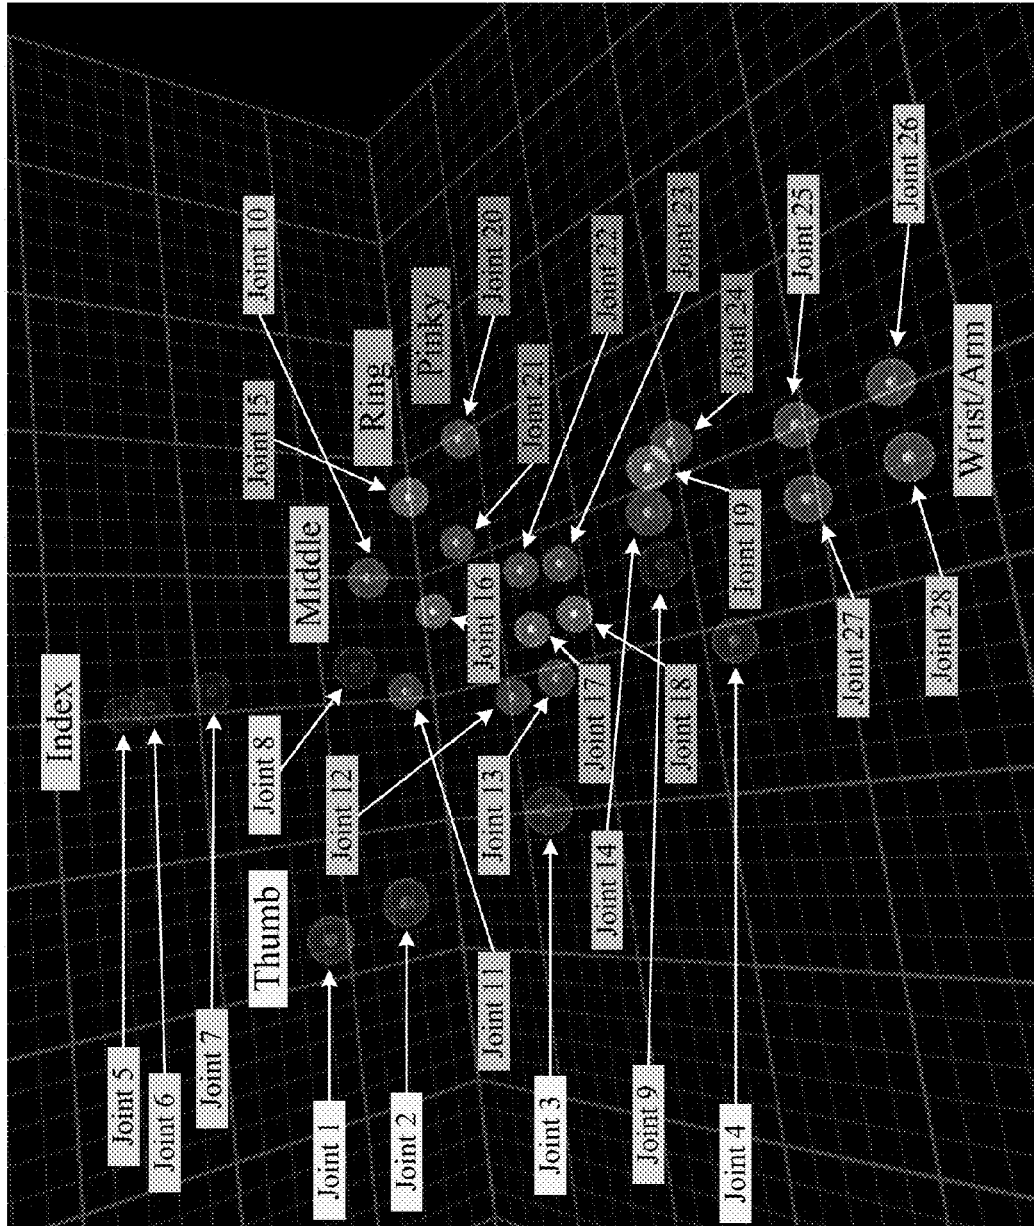 Index
Thumb
Middle
Ring
Pinky
Wrist/Arm
Joint 1
Joint 2
Joint 3
Joint 4
Joint 5
Joint 6
Joint 7
Joint 8
Joint 9
Joint 10
Joint 11
Joint 12
Joint 13
Joint 14
Joint 15
Joint 16
Joint 17
Joint 18
Joint 19
Joint 20
Joint 21
Joint 22
Joint 23
Joint 24
Joint 25
Joint 26
Joint 27
Joint 28